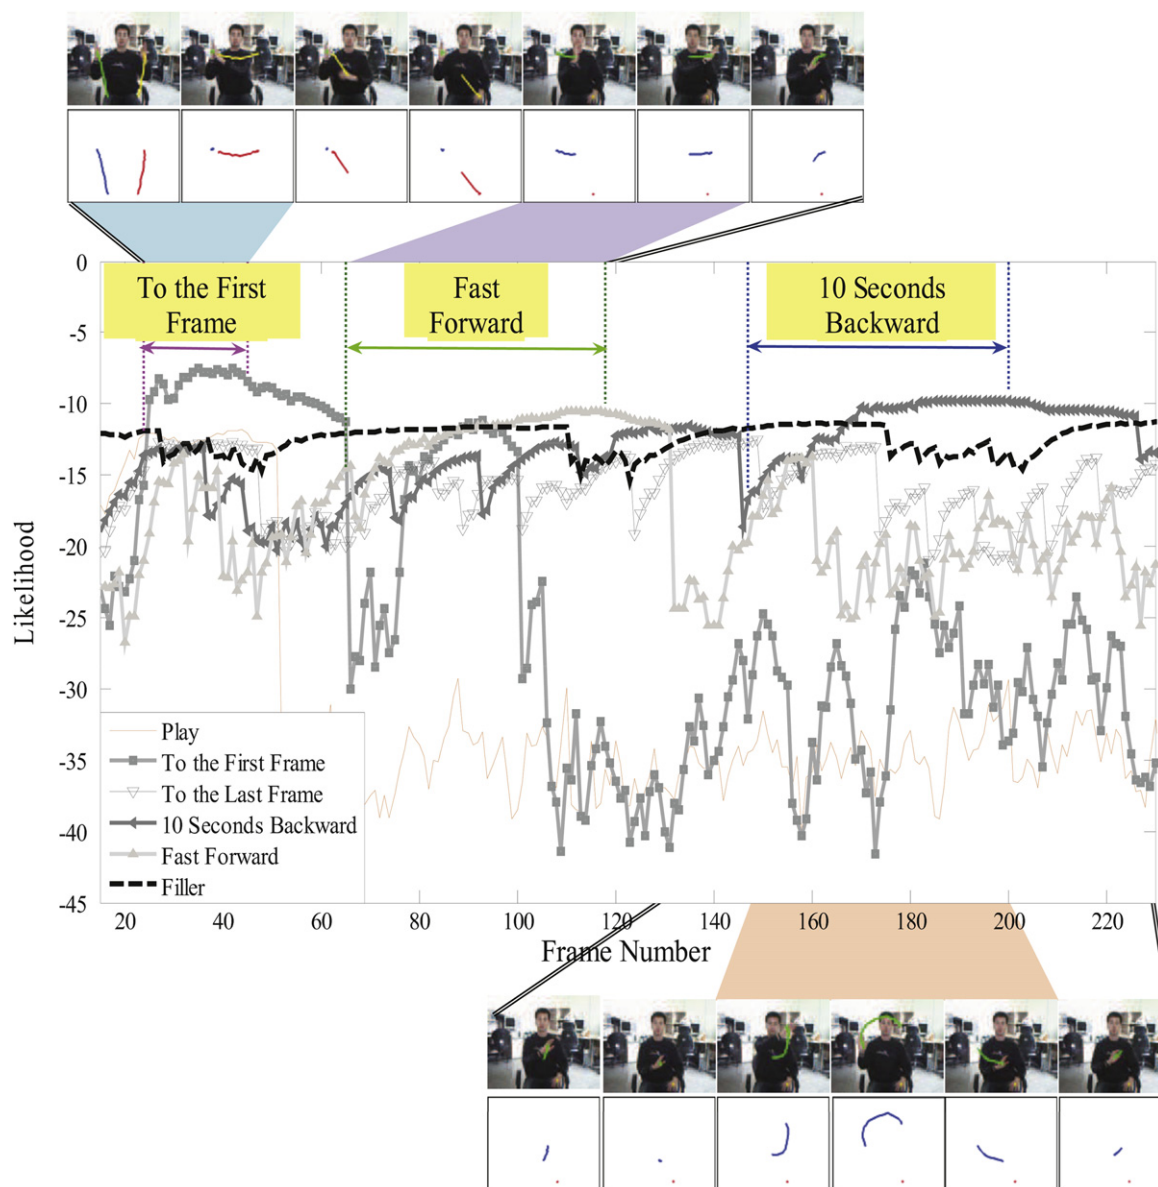 0
To the First
Frame
Fast
Forward
10 Seconds
Backward
-5
-10
-15
-20
-25
-30
-35
-40
-45
Likelihood
Play
To the First Frame
To the Last Frame
10 Seconds Backward
Fast Forward
Filler
20 40 60 80 100 120 140 160 180 200 220
Frame Number